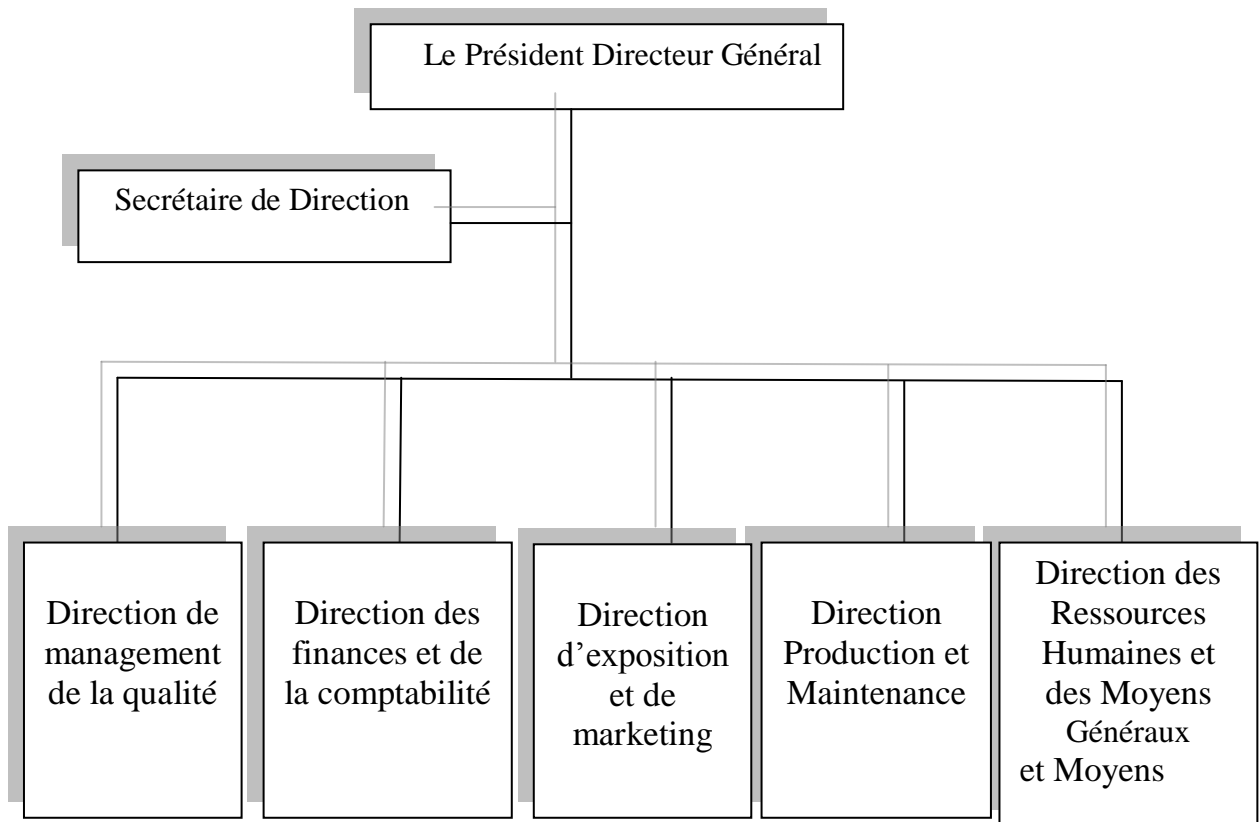 Le Président Directeur Général
Secrétaire de Direction
Direction de
management
de la qualité
Direction des
finances et de
la comptabilité
Direction
d’exposition
et de
marketing
Direction
Production et
Maintenance
Direction des
Ressources
Humaines et
des Moyens
Généraux
et Moyens